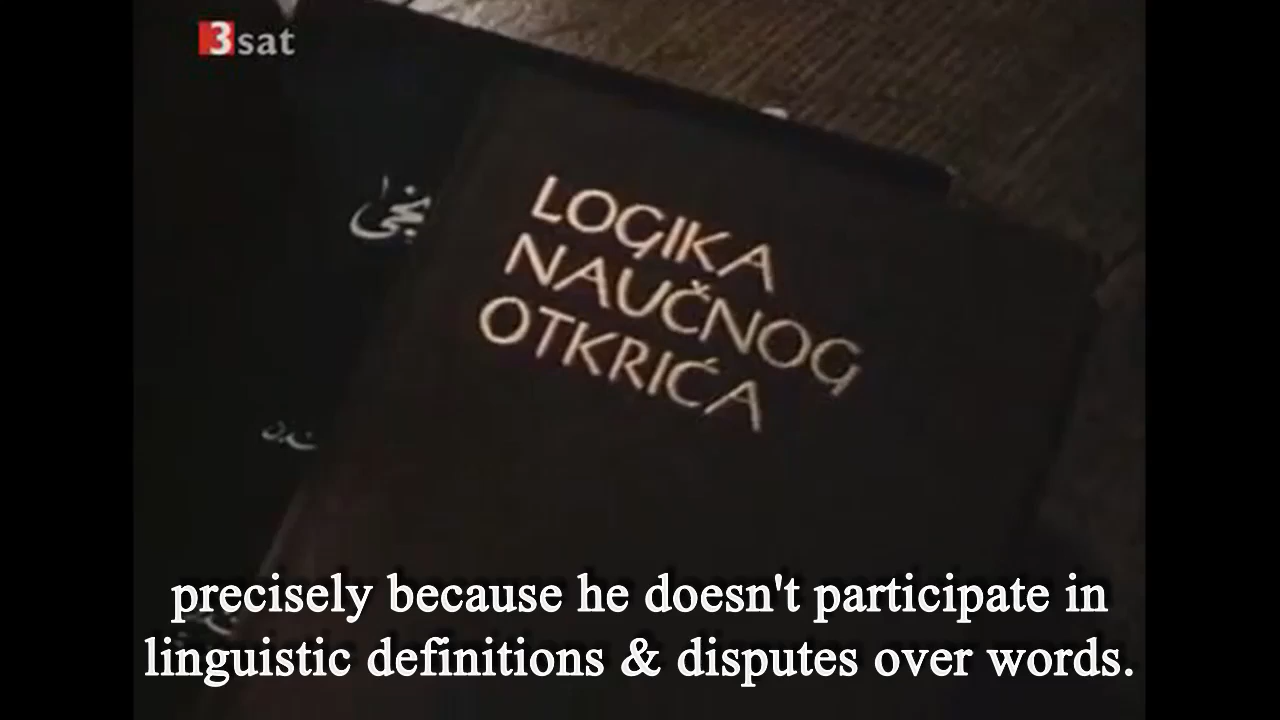 3sat
LOGIKA
NAUČNOG
OTKRIĆA
precisely because he doesn't participate in
linguistic definitions & disputes over words.